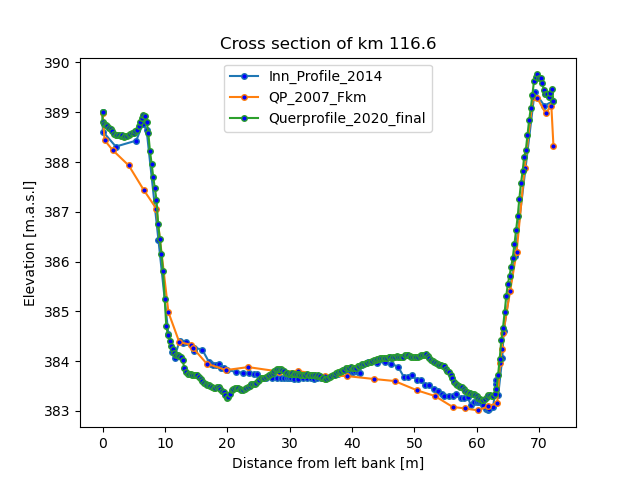 Cross section of km 116.6
Inn_Profile_2014
QP_2007_Fkm
Querprofile_2020_final
Elevation [m.a.s.l]
390
389
388
387
386
385
384
383
0 10 20 30 40 50 60 70
Distance from left bank [m]